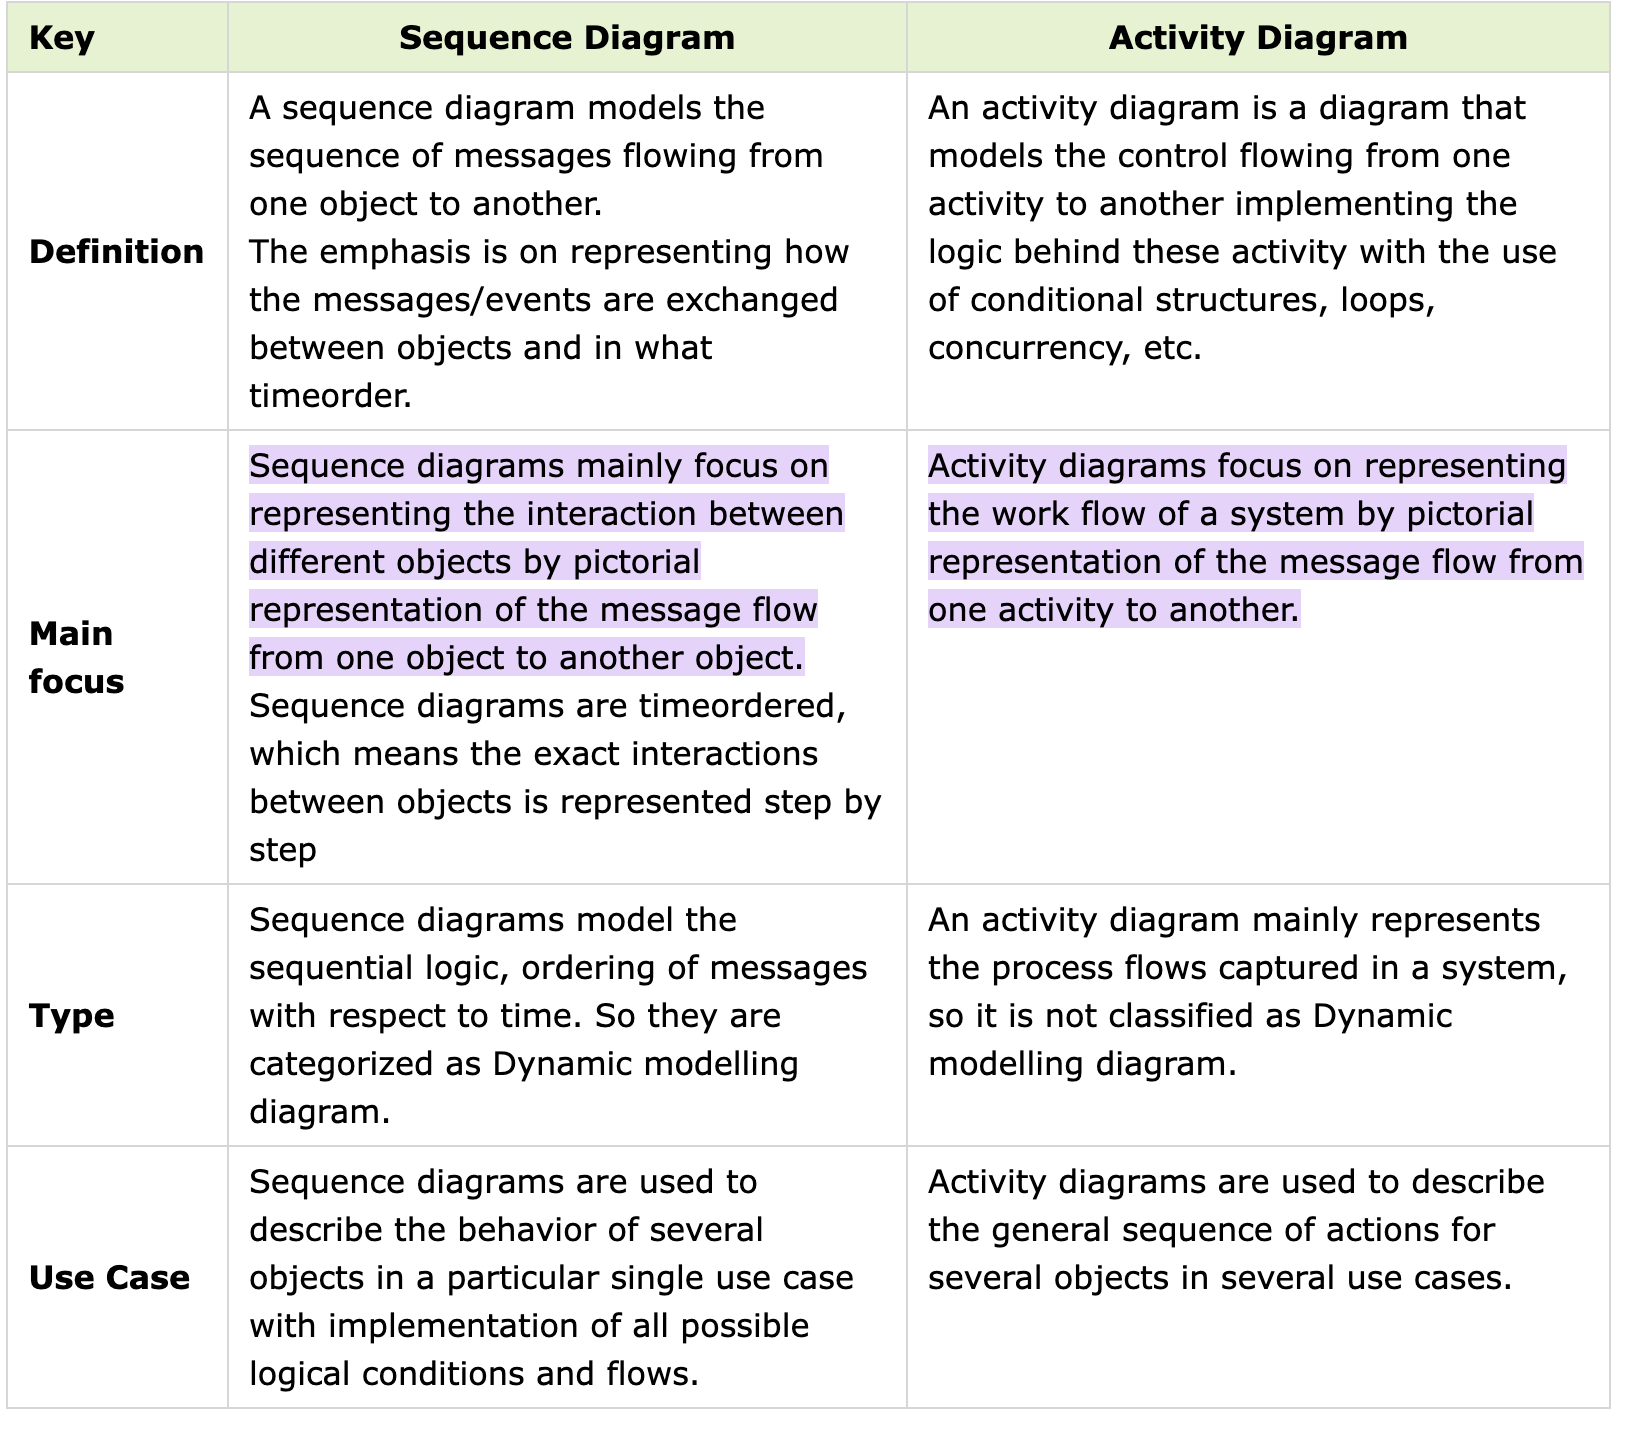 Key
Sequence Diagram
Activity Diagram
Definition
A sequence diagram models the
sequence of messages flowing from
one object to another.
The emphasis is on representing how
the messages/events are exchanged
between objects and in what
timeorder.
An activity diagram is a diagram that
models the control flowing from one
activity to another implementing the
logic behind these activity with the use
of conditional structures, loops,
concurrency, etc.
Main
focus
Sequence diagrams mainly focus on
representing the interaction between
different objects by pictorial
representation of the message flow
from one object to another object.
Sequence diagrams are timeordered,
which means the exact interactions
between objects is represented step by
step
Activity diagrams focus on representing
the work flow of a system by pictorial
representation of the message flow from
one activity to another.
Type
Sequence diagrams model the
sequential logic, ordering of messages
with respect to time. So they are
categorized as Dynamic modelling
diagram.
An activity diagram mainly represents
the process flows captured in a system,
so it is not classified as Dynamic
modelling diagram.
Use Case
Sequence diagrams are used to
describe the behavior of several
objects in a particular single use case
with implementation of all possible
logical conditions and flows.
Activity diagrams are used to describe
the general sequence of actions for
several objects in several use cases.